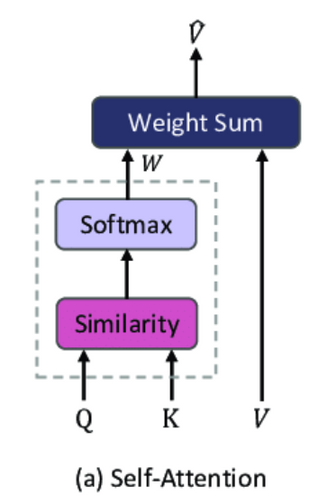 V̂
Weight Sum
W
Softmax
Similarity
Q K V
(a) Self-Attention